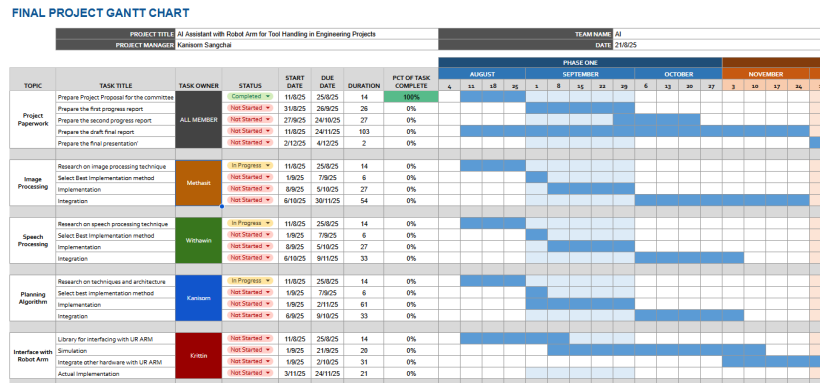 FINAL PROJECT GANTT CHART
PROJECT TITLE AI Assistant with Robot Arm for Tool Handling in Engineering Projects TEAM NAME AI
PROJECT MANAGER Kanisorn Sangchai DATE 21/8/25
PHASE ONE
AUGUST SEPTEMBER OCTOBER NOVEMBER
TOPIC TASK TITLE TASK OWNER STATUS START DATE DUE DATE DURATION PCT OF TASK COMPLETE 4 11 18 25 1 8 15 22 29 6 13 20 27 3 10 17 24
Project Paperwork ALL MEMBER
Prepare Project Proposal for the committee Completed 11/8/25 25/8/25 14 100%
Prepare the first progress report Not Started 31/8/25 26/9/25 26 0%
Prepare the second progress report Not Started 27/9/25 24/10/25 27 0%
Prepare the draft final report Not Started 11/8/25 24/11/25 103 0%
Prepare the final presentation' Not Started 2/12/25 4/12/25 2 0%
Image Processing Methasit
Research on image processing technique In Progress 11/8/25 25/8/25 14 0%
Select Best Implementation method Not Started 1/9/25 7/9/25 6 0%
Implementation Not Started 8/9/25 5/10/25 27 0%
Integration Not Started 6/10/25 30/11/25 54 0%
Speech Processing Withawin
Research on speech processing technique In Progress 11/8/25 25/8/25 14 0%
Select Best Implementation method Not Started 1/9/25 7/9/25 6 0%
Implementation Not Started 8/9/25 5/10/25 27 0%
Integration Not Started 6/10/25 9/11/25 33 0%
Planning Algorithm Kanisorn
Research on techniques and architecture In Progress 11/8/25 25/8/25 14 0%
Select best implementation method Not Started 1/9/25 7/9/25 6 0%
Implementation Not Started 1/9/25 2/11/25 61 0%
Integration Not Started 6/9/25 9/10/25 33 0%
Interface with Robot Arm Krittin
Library for interfacing with UR ARM Not Started 11/8/25 25/8/25 14 0%
Simulation Not Started 1/9/25 21/9/25 20 0%
Integrate other hardware with UR ARM Not Started 1/9/25 2/10/25 31 0%
Actual Implementation Not Started 3/11/25 24/11/25 21 0%